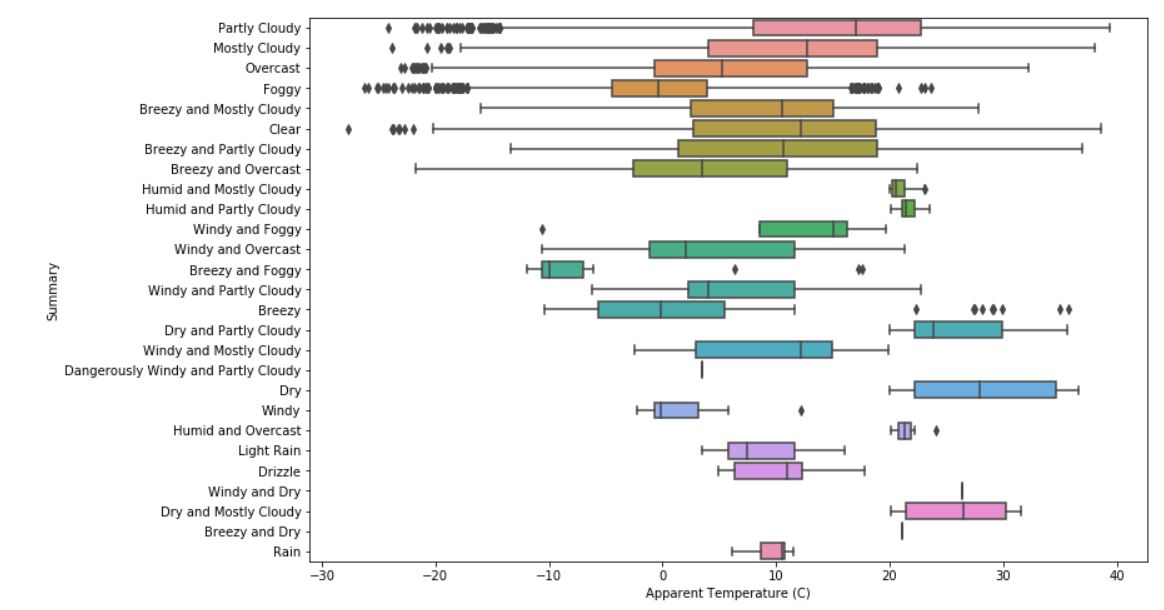 Summary
Partly Cloudy
Mostly Cloudy
Overcast
Foggy
Breezy and Mostly Cloudy
Clear
Breezy and Partly Cloudy
Breezy and Overcast
Humid and Mostly Cloudy
Humid and Partly Cloudy
Windy and Foggy
Windy and Overcast
Breezy and Foggy
Windy and Partly Cloudy
Breezy
Dry and Partly Cloudy
Windy and Mostly Cloudy
Dangerously Windy and Partly Cloudy
Dry
Windy
Humid and Overcast
Light Rain
Drizzle
Windy and Dry
Dry and Mostly Cloudy
Breezy and Dry
Rain
−30 −20 −10 0 10 20 30 40
Apparent Temperature (C)